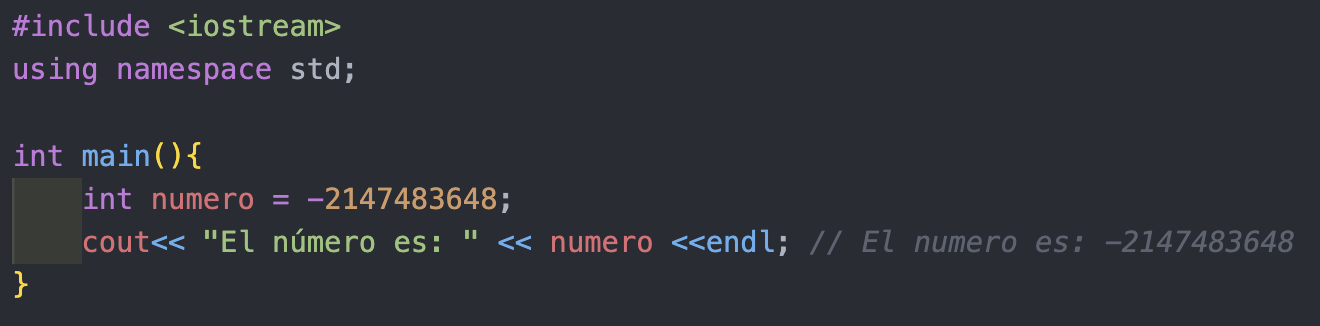 #include <iostream>
using namespace std;
int main(){
int numero = -2147483648;
cout<< "El número es: " << numero <<endl; // El numero es: -2147483648
}